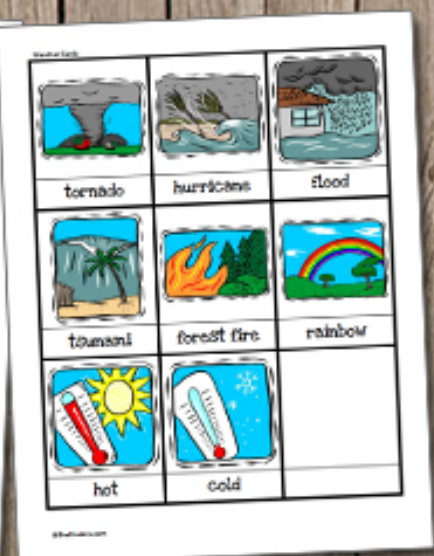 tornado hurricane flood
tsunami forest fire rainbow
hot cold